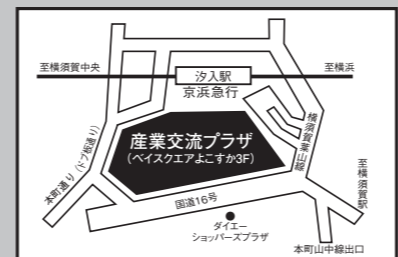 至横須賀中央
汐入駅
至横浜
京浜急行
産業交流プラザ
(ベイスクエアよこすか3F)
横須賀葉山線
本町通り(ドブ板通り)
国道16号
至横須賀駅
ダイエー
ショッパーズプラザ
本町山中線出口